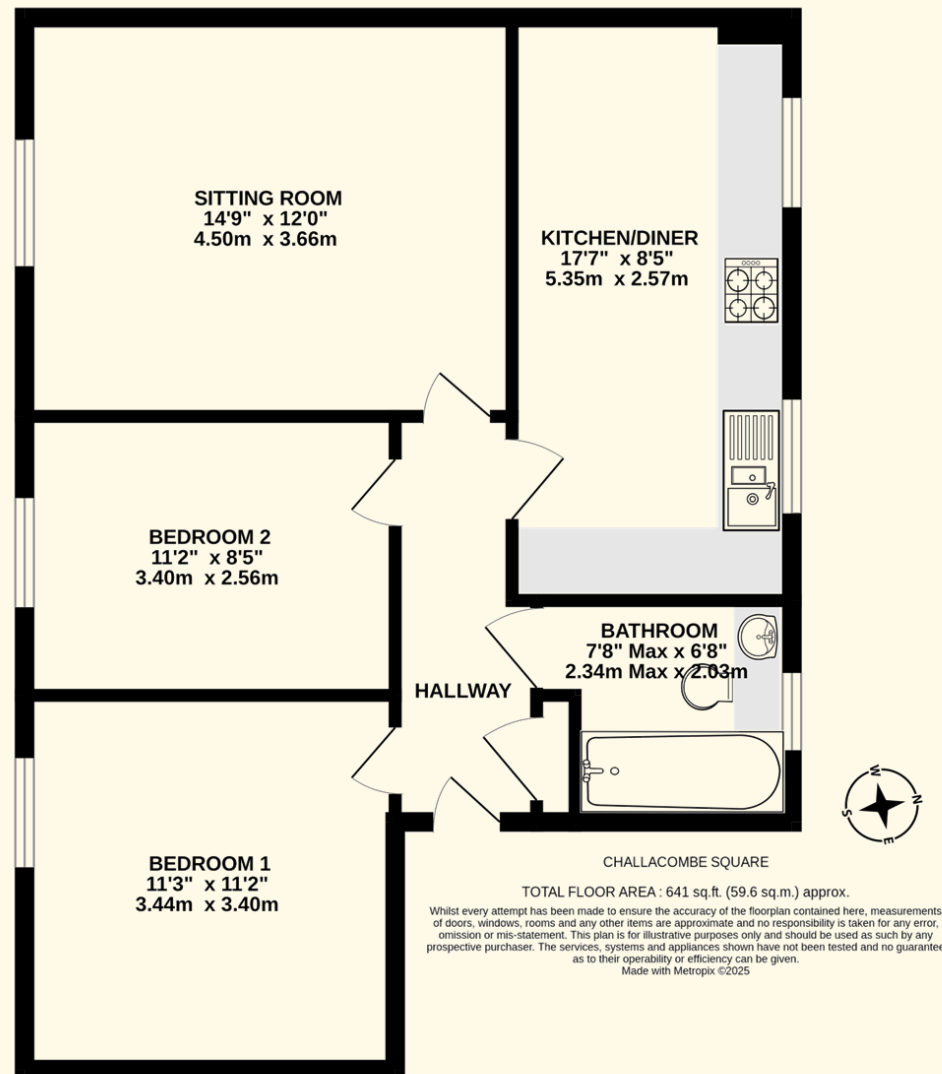 SITTING ROOM
14'9" x 12'0"
4.50m x 3.66m
KITCHEN/DINER
17'7" x 8'5"
5.35m x 2.57m
BEDROOM 2
11'2" x 8'5"
3.40m x 2.56m
BATHROOM
7'8" Max x 6'8"
2.34m Max x 2.03m
HALLWAY
BEDROOM 1
11'3" x 11'2"
3.44m x 3.40m
W
N
S
E
CHALLACOMBE SQUARE
TOTAL FLOOR AREA : 641 sq.ft. (59.6 sq.m.) approx.
Whilst every attempt has been made to ensure the accuracy of the floorplan contained here, measurements
of doors, windows, rooms and any other items are approximate and no responsibility is taken for any error,
omission or mis-statement. This plan is for illustrative purposes only and should be used as such by any
prospective purchaser. The services, systems and appliances shown have not been tested and no guarantee
as to their operability or efficiency can be given.
Made with Metropix ©2025